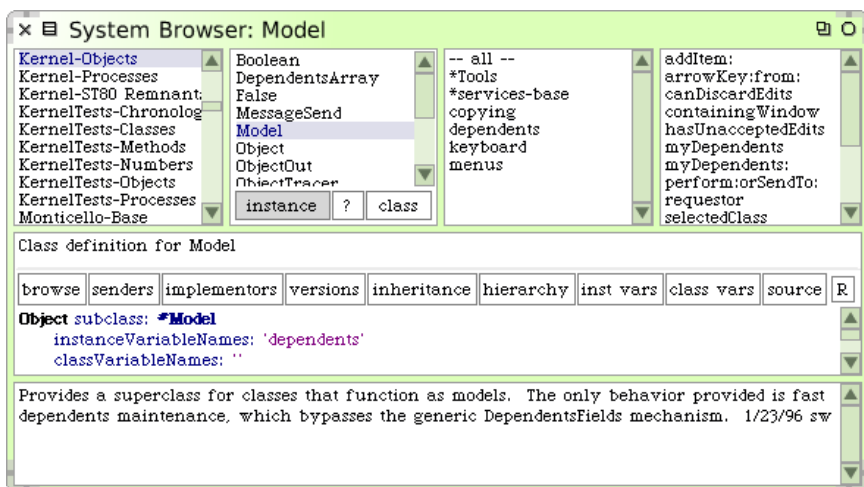 System Browser: Model
Kernel-Objects
Kernel-Processes
Kernel-ST80 Remnant
KernelTests-Chronolog
KernelTests-Classes
KernelTests-Methods
KernelTests-Numbers
KernelTests-Objects
KernelTests-Processes
Monticello-Base
Boolean
DependentsArray
False
MessageSend
Model
Object
ObjectOut
ObjectTracer
instance ? class
-- all --
*Tools
*services-base
copying
dependents
keyboard
menus
addItem:
arrowKey:from:
canDiscardEdits
containingWindow
hasUnacceptedEdits
myDependents
myDependents:
perform:orSendTo:
requestor
selectedClass
Class definition for Model
browse senders implementors versions inheritance hierarchy inst vars class vars source R
Object subclass: #Model
instanceVariableNames: 'dependents'
classVariableNames: ''
Provides a superclass for classes that function as models. The only behavior provided is fast
dependents maintenance, which bypasses the generic DependentsFields mechanism. 1/23/96 sw